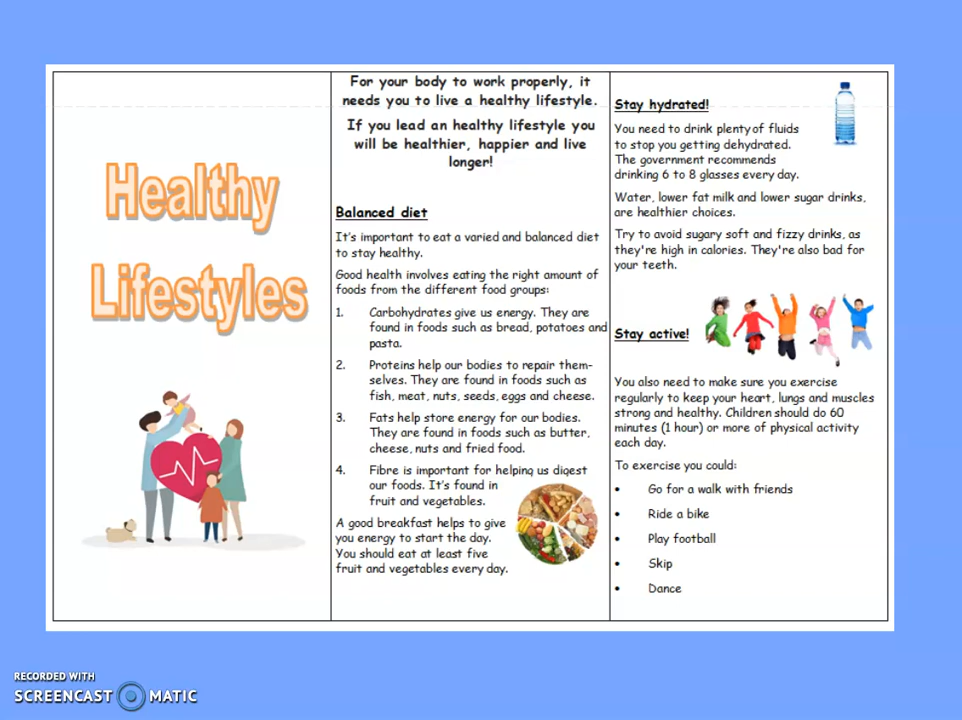 Healthy
Lifestyles
For your body to work properly, it
needs you to live a healthy lifestyle.
If you lead an healthy lifestyle you
will be healthier, happier and live
longer!
Balanced diet
It's important to eat a varied and balanced diet
to stay healthy.
Good health involves eating the right amount of
foods from the different food groups:
1. Carbohydrates give us energy. They are
found in foods such as bread, potatoes and
pasta.
2. Proteins help our bodies to repair them-
selves. They are found in foods such as
fish, meat, nuts, seeds, eggs and cheese.
3. Fats help store energy for our bodies.
They are found in foods such as butter,
cheese, nuts and fried food.
4. Fibre is important for helping us digest
our foods. It's found in
fruit and vegetables.
A good breakfast helps to give
you energy to start the day.
You should eat at least five
fruit and vegetables every day.
Stay hydrated!
You need to drink plenty of fluids
to stop you getting dehydrated.
The government recommends
drinking 6 to 8 glasses every day.
Water, lower fat milk and lower sugar drinks,
are healthier choices.
Try to avoid sugary soft and fizzy drinks, as
they're high in calories. They're also bad for
your teeth.
Stay active!
You also need to make sure you exercise
regularly to keep your heart, lungs and muscles
strong and healthy. Children should do 60
minutes (1 hour) or more of physical activity
each day.
To exercise you could:
• Go for a walk with friends
• Ride a bike
• Play football
• Skip
• Dance
RECORDED WITH
SCREENCAST MATIC